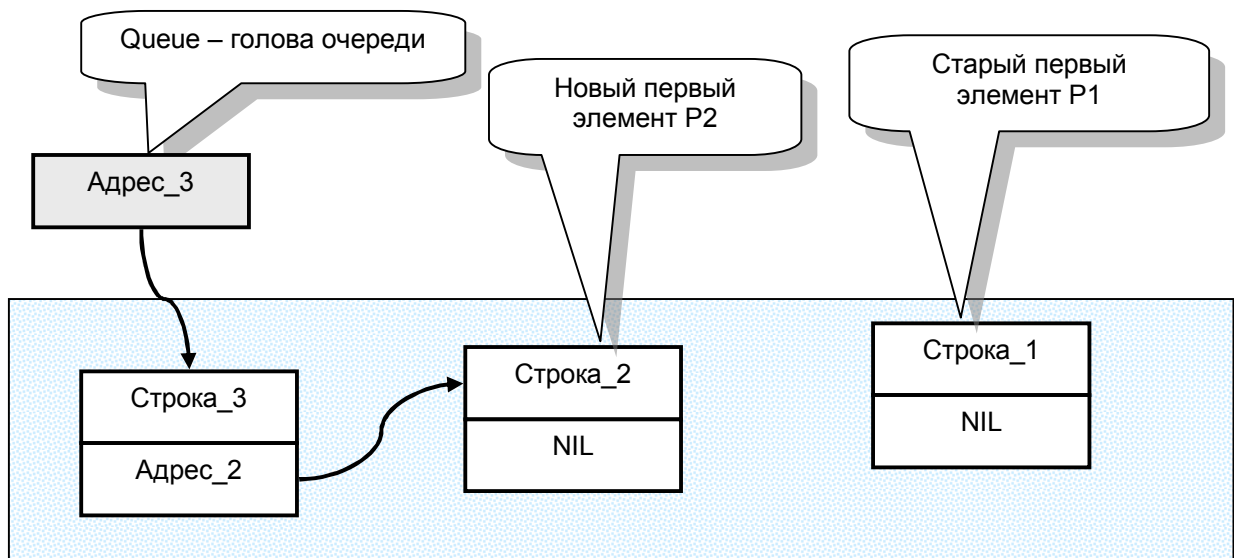 Queue – голова очереди
Новый первый
элемент P2
Старый первый
элемент P1
Адрес_3
Строка_3
Адрес_2
Строка_2
NIL
Строка_1
NIL